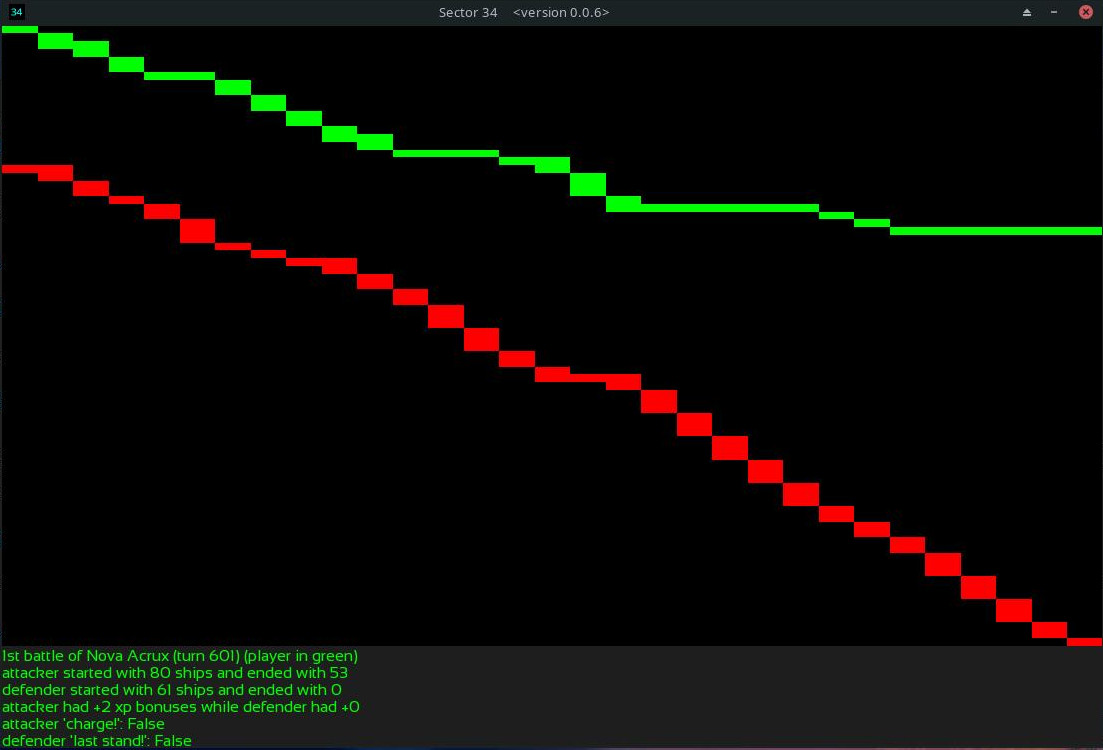 34
Sector 34 <version 0.0.6>
1st battle of Nova Acrux (turn 601) (player in green)
attacker started with 80 ships and ended with 53
defender started with 61 ships and ended with 0
attacker had +2 xp bonuses while defender had +0
attacker 'charge!': False
defender 'last stand!': False